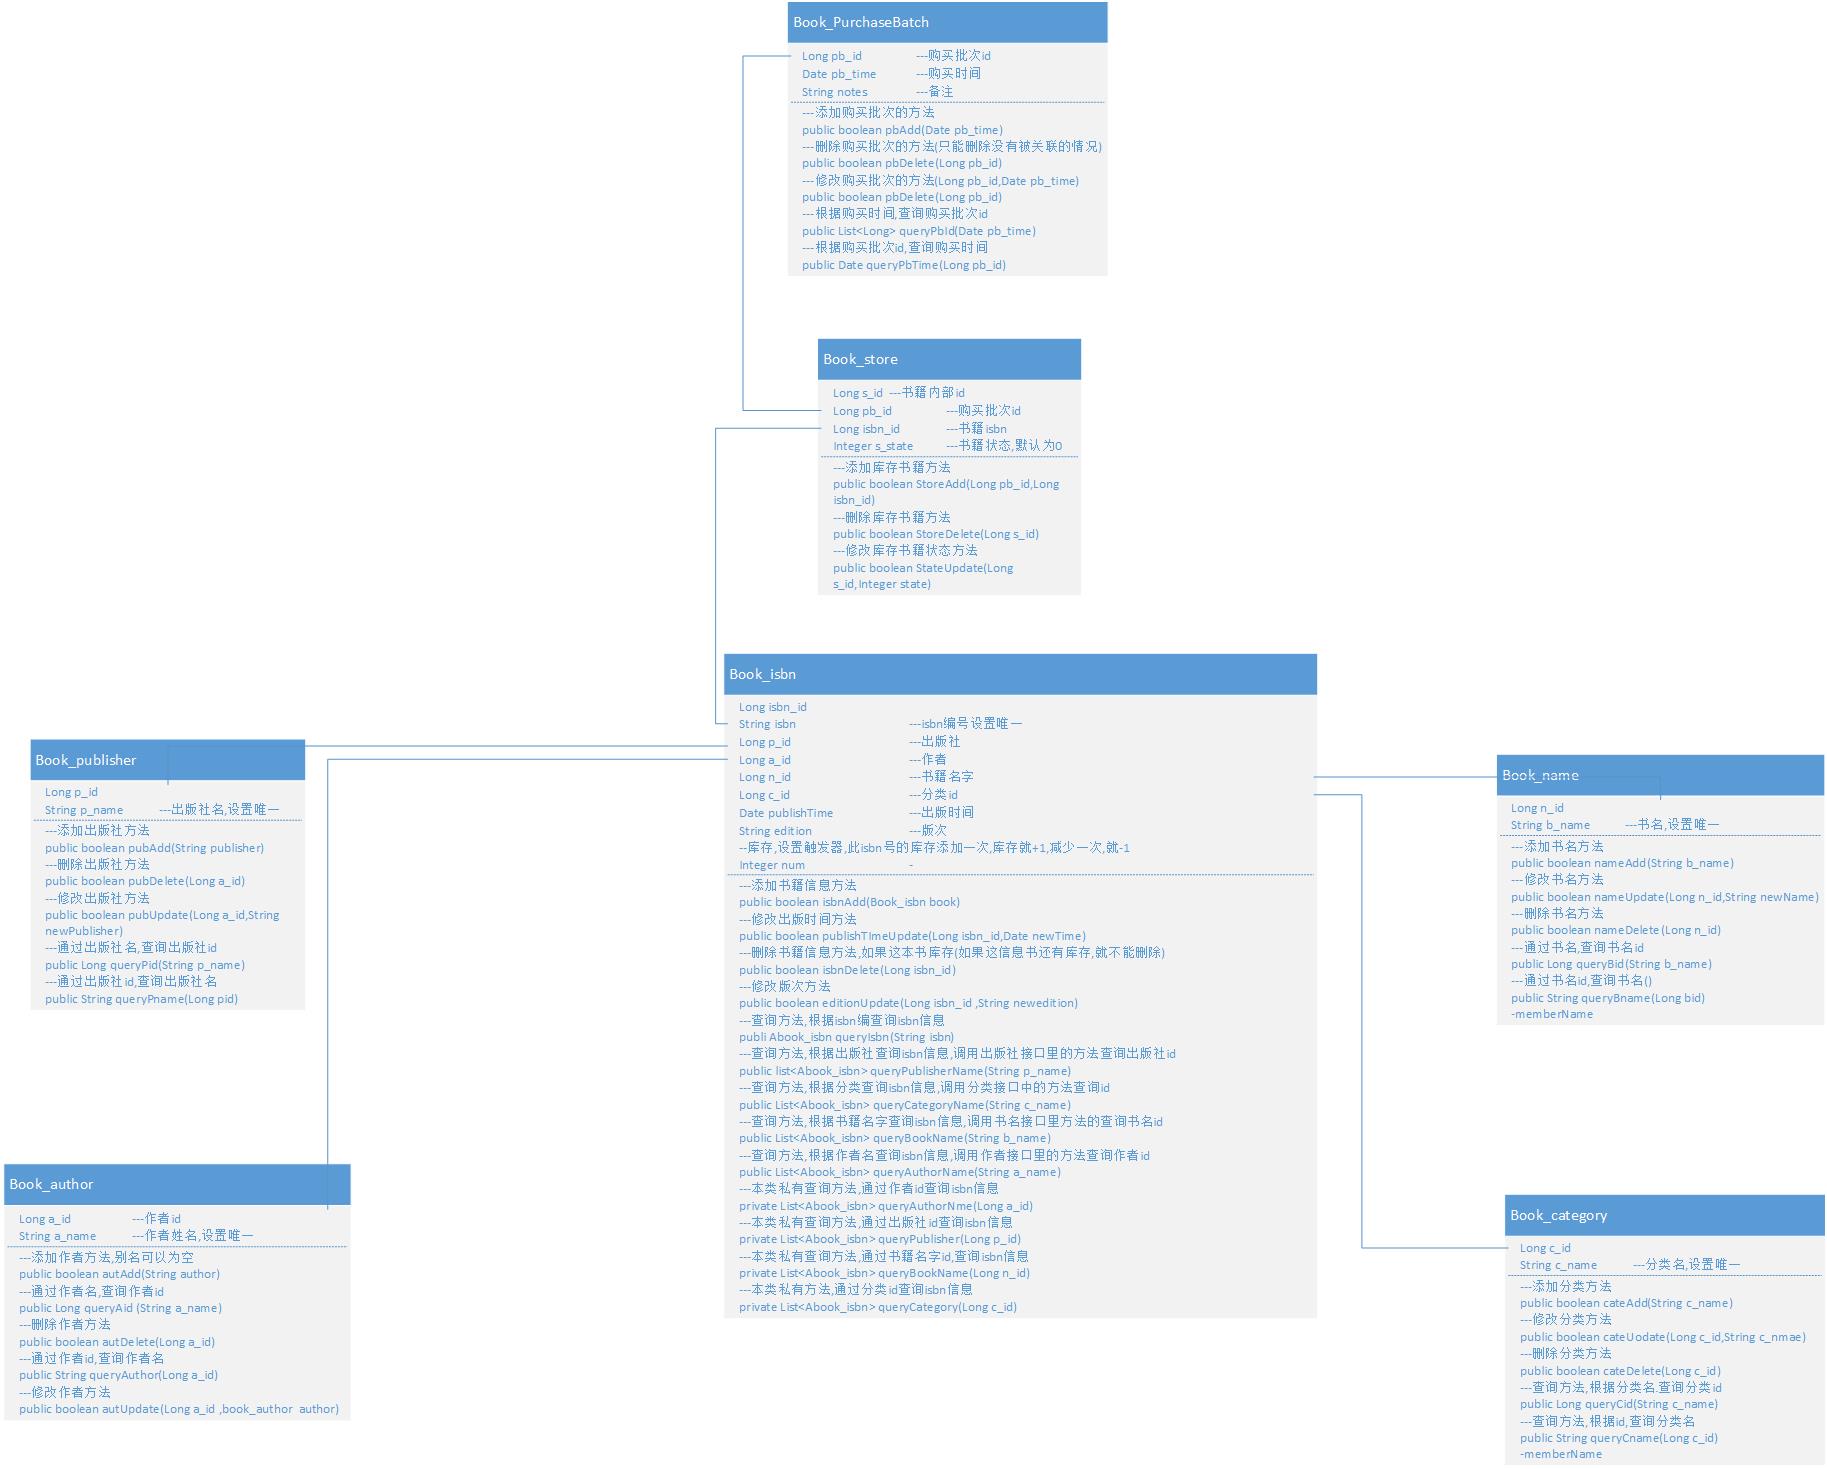 Book_PurchaseBatch
Long pb_id ---购买批次id
Date pb_time ---购买时间
String notes ---备注
---添加购买批次的方法
public boolean pbAdd(Date pb_time)
---删除购买批次的方法(只能删除没有被关联的情况)
public boolean pbDelete(Long pb_id)
---修改购买批次的方法(Long pb_id,Date pb_time)
public boolean pbDelete(Long pb_id)
---根据购买时间,查询购买批次id
public List<Long> queryPbId(Date pb_time)
---根据购买批次id,查询购买时间
public Date queryPbTime(Long pb_id)
Book_store
Long s_id ---书籍内部id
Long pb_id ---购买批次id
Long isbn_id ---书籍isbn
Integer s_state ---书籍状态,默认为0
---添加库存书籍方法
public boolean StoreAdd(Long pb_id,Long
isbn_id)
---删除库存书籍方法
public boolean StoreDelete(Long s_id)
---修改库存书籍状态方法
public boolean StateUpdate(Long
s_id,Integer state)
Book_isbn
Long isbn_id
String isbn ---isbn编号设置唯一
Long p_id ---出版社
Long a_id ---作者
Long n_id ---书籍名字
Long c_id ---分类id
Date publishTime ---出版时间
String edition ---版次
--库存,设置触发器,此isbn号的库存添加一次,库存就+1,减少一次,就-1
Integer num -
---添加书籍信息方法
public boolean isbnAdd(Book_isbn book)
---修改出版时间方法
public boolean publishTImeUpdate(Long isbn_id,Date newTime)
---删除书籍信息方法,如果这本书库存(如果这信息书还有库存,就不能删除)
public boolean isbnDelete(Long isbn_id)
---修改版次方法
public boolean editionUpdate(Long isbn_id ,String newedition)
---查询方法,根据isbn编查询isbn信息
publi Abook_isbn queryIsbn(String isbn)
---查询方法,根据出版社查询isbn信息,调用出版社接口里的方法查询出版社id
public list<Abook_isbn> queryPublisherName(String p_name)
---查询方法,根据分类查询isbn信息,调用分类接口中的方法查询id
public List<Abook_isbn> queryCategoryName(String c_name)
---查询方法,根据书籍名字查询isbn信息,调用书名接口里方法的查询书名id
public List<Abook_isbn> queryBookName(String b_name)
---查询方法,根据作者名查询isbn信息,调用作者接口里的方法查询作者id
public List<Abook_isbn> queryAuthorName(String a_name)
---本类私有查询方法,通过作者id查询isbn信息
private List<Abook_isbn> queryAuthorNme(Long a_id)
---本类私有查询方法,通过出版社id查询isbn信息
private List<Abook_isbn> queryPublisher(Long p_id)
---本类私有查询方法,通过书籍名字id,查询isbn信息
private List<Abook_isbn> queryBookName(Long n_id)
---本类私有方法,通过分类id查询isbn信息
private List<Abook_isbn> queryCategory(Long c_id)
Book_publisher
Long p_id
String p_name ---出版社名,设置唯一
---添加出版社方法
public boolean pubAdd(String publisher)
---删除出版社方法
public boolean pubDelete(Long a_id)
---修改出版社方法
public boolean pubUpdate(Long a_id,String
newPublisher)
---通过出版社名,查询出版社id
public Long queryPid(String p_name)
---通过出版社id,查询出版社名
public String queryPname(Long pid)
Book_name
Long n_id
String b_name ---书名,设置唯一
---添加书名方法
public boolean nameAdd(String b_name)
---修改书名方法
public boolean nameUpdate(Long n_id,String newName)
---删除书名方法
public boolean nameDelete(Long n_id)
---通过书名,查询书名id
public Long queryBid(String b_name)
---通过书名id,查询书名()
public String queryBname(Long bid)
-memberName
Book_author
Long a_id ---作者id
String a_name ---作者姓名,设置唯一
---添加作者方法,别名可以为空
public boolean autAdd(String author)
---通过作者名,查询作者id
public Long queryAid (String a_name)
---删除作者方法
public boolean autDelete(Long a_id)
---通过作者id,查询作者名
public String queryAuthor(Long a_id)
---修改作者方法
public boolean autUpdate(Long a_id ,book_author author)
Book_category
Long c_id
String c_name ---分类名,设置唯一
---添加分类方法
public boolean cateAdd(String c_name)
---修改分类方法
public boolean cateUodate(Long c_id,String c_nmae)
---删除分类方法
public boolean cateDelete(Long c_id)
---查询方法,根据分类名.查询分类id
public Long queryCid(String c_name)
---查询方法,根据id,查询分类名
public String queryCname(Long c_id)
-memberName